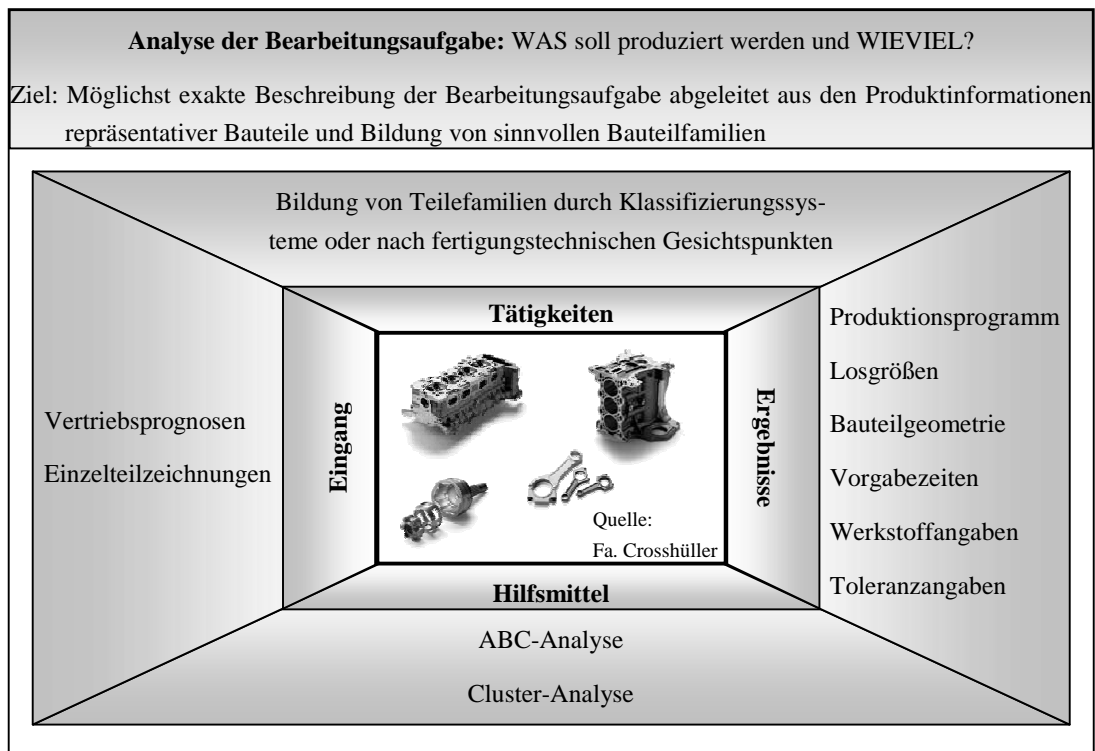 Analyse der Bearbeitungsaufgabe: WAS soll produziert werden und WIEVIEL?
Ziel: Möglichst exakte Beschreibung der Bearbeitungsaufgabe abgeleitet aus den Produktinformationen
repräsentativer Bauteile und Bildung von sinnvollen Bauteilfamilien
Bildung von Teilefamilien durch Klassifizierungssys-
teme oder nach fertigungstechnischen Gesichtspunkten
Tätigkeiten
Eingang
Vertriebsprognosen
Einzelteilzeichnungen
Quelle:
Fa. Crosshüller
Ergebnisse
Produktionsprogramm
Losgrößen
Bauteilgeometrie
Vorgabezeiten
Werkstoffangaben
Toleranzangaben
Hilfsmittel
ABC-Analyse
Cluster-Analyse